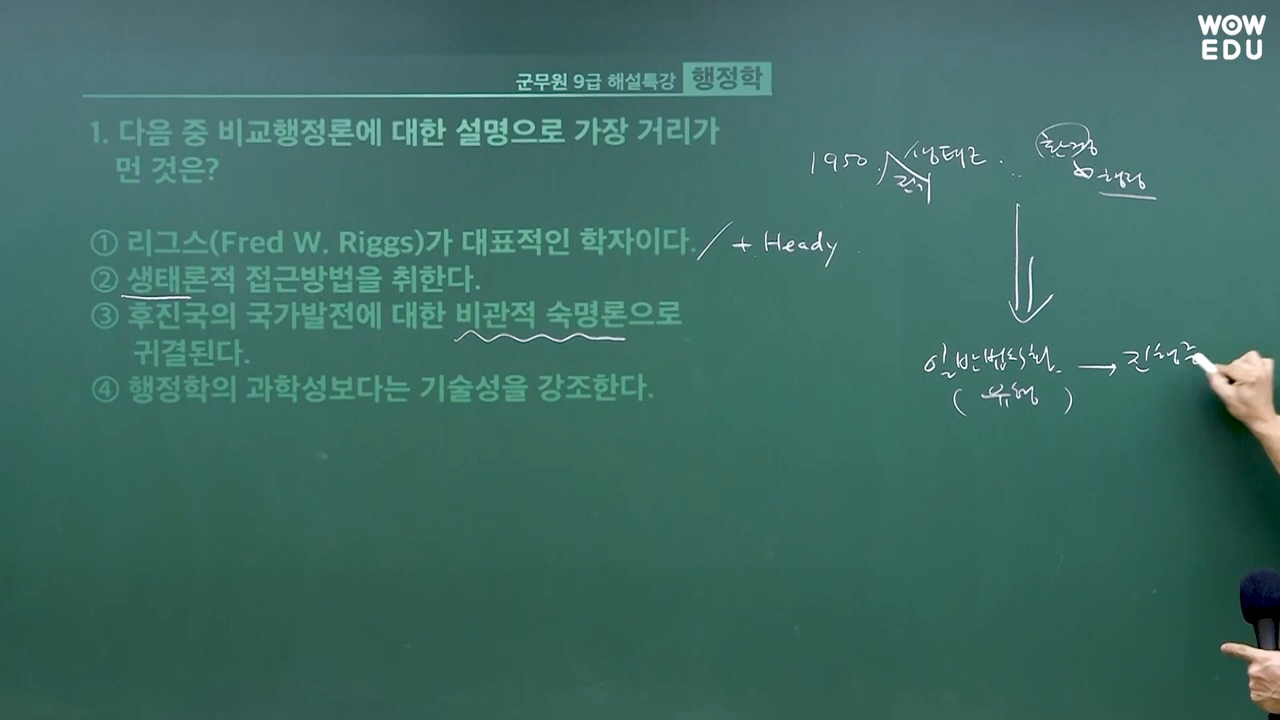 WOW
EDU
군무원 9급 해설특강 행정학
1. 다음 중 비교행정론에 대한 설명으로 가장 거리가
먼 것은?
① 리그스(Fred W. Riggs)가 대표적인 학자이다. / + Heady
② 생태론적 접근방법을 취한다.
③ 후진국의 국가발전에 대한 비관적 숙명론으로
귀결된다.
④ 행정학의 과학성보다는 기술성을 강조한다.
1950. 생태론 환경
행정
일반법칙화 →